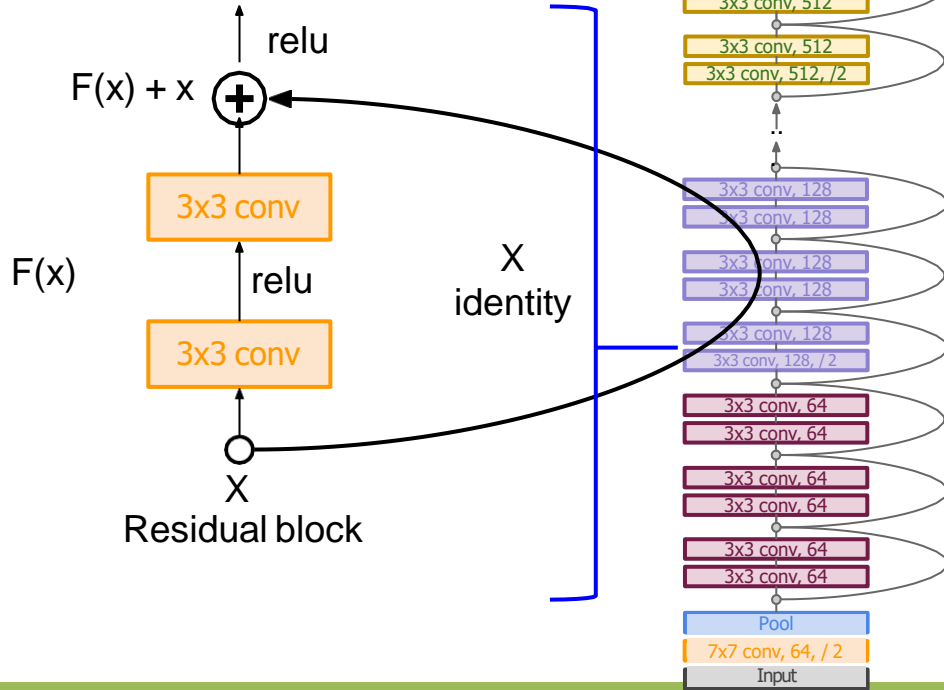 relu
F(x) + x
3x3 conv
F(x)
relu
3x3 conv
X
Residual block
X
identity
3x3 conv, 512
3x3 conv, 512
3x3 conv, 512, /2
..
3x3 conv, 128
3x3 conv, 128
3x3 conv, 128
3x3 conv, 128
3x3 conv, 128
3x3 conv, 128, / 2
3x3 conv, 64
3x3 conv, 64
3x3 conv, 64
3x3 conv, 64
3x3 conv, 64
3x3 conv, 64
Pool
7x7 conv, 64, / 2
Input